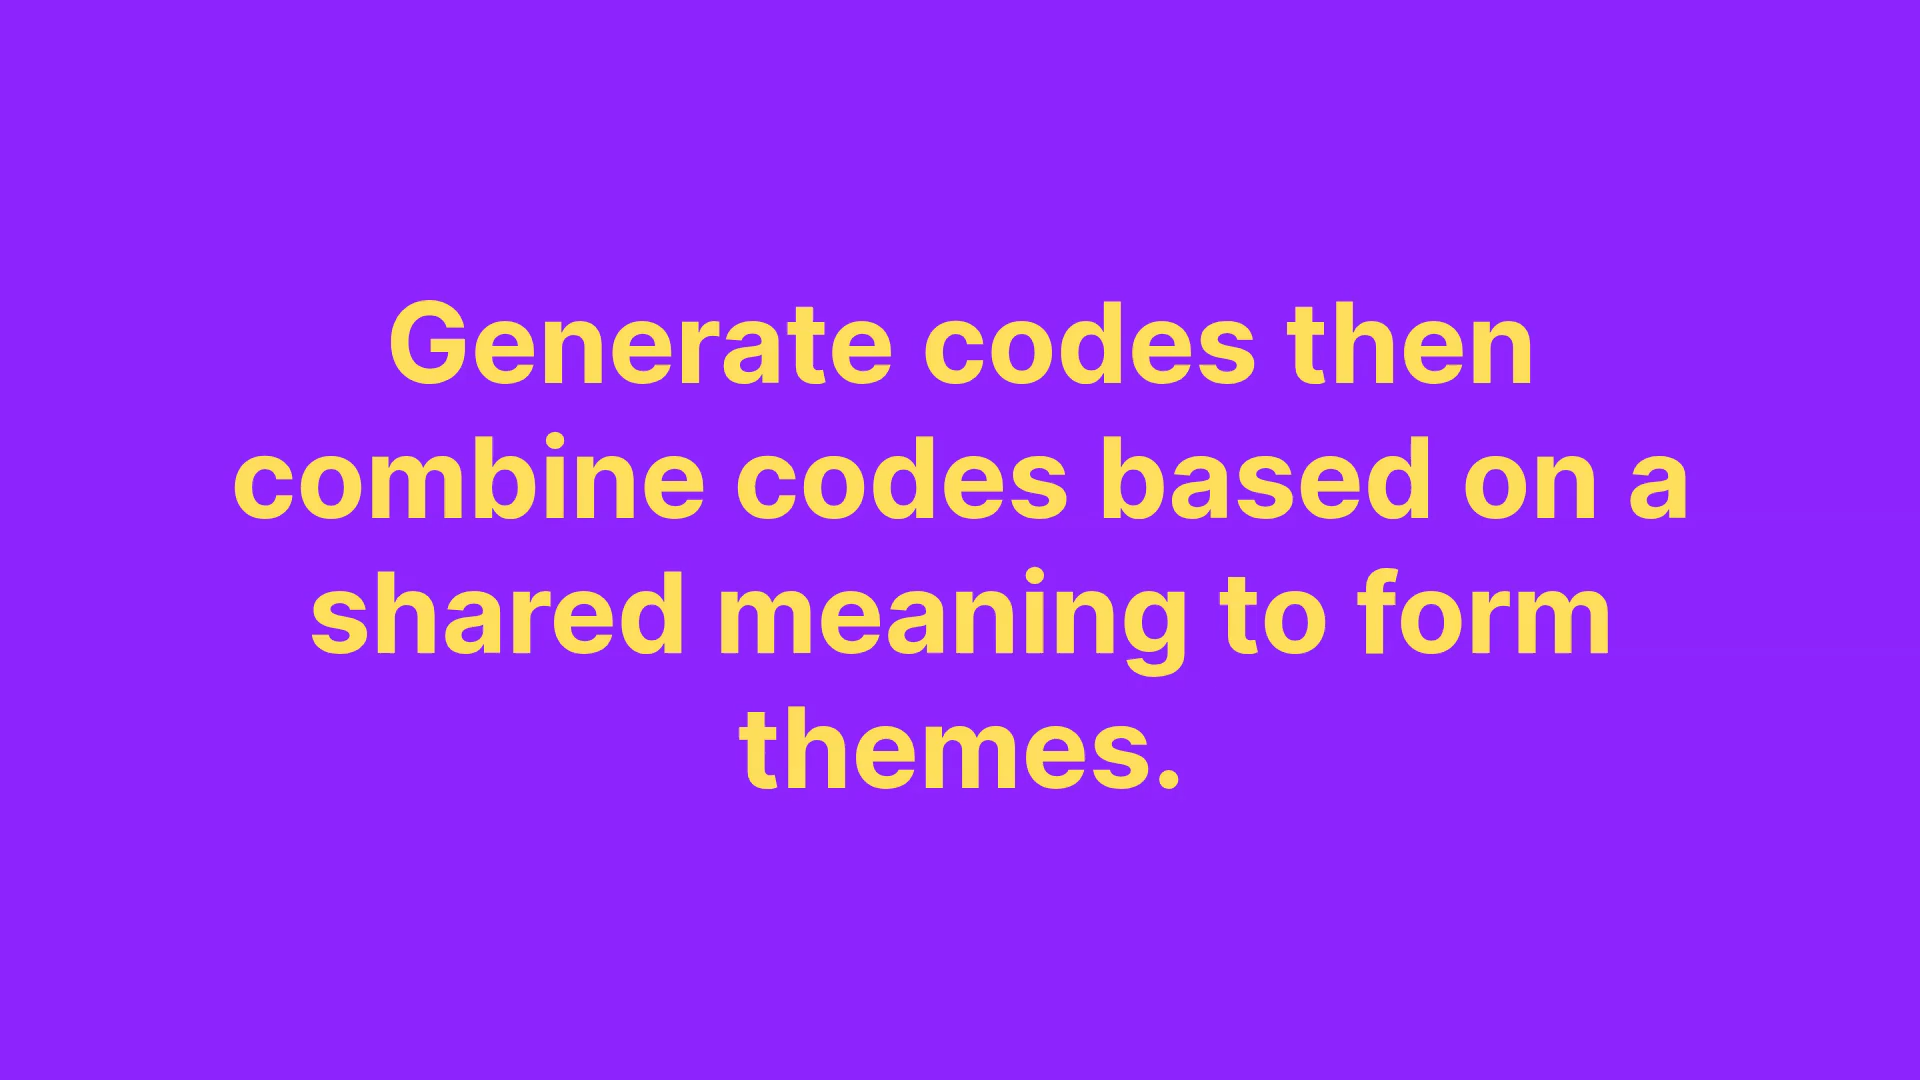 Generate codes then
combine codes based on a
shared meaning to form
themes.